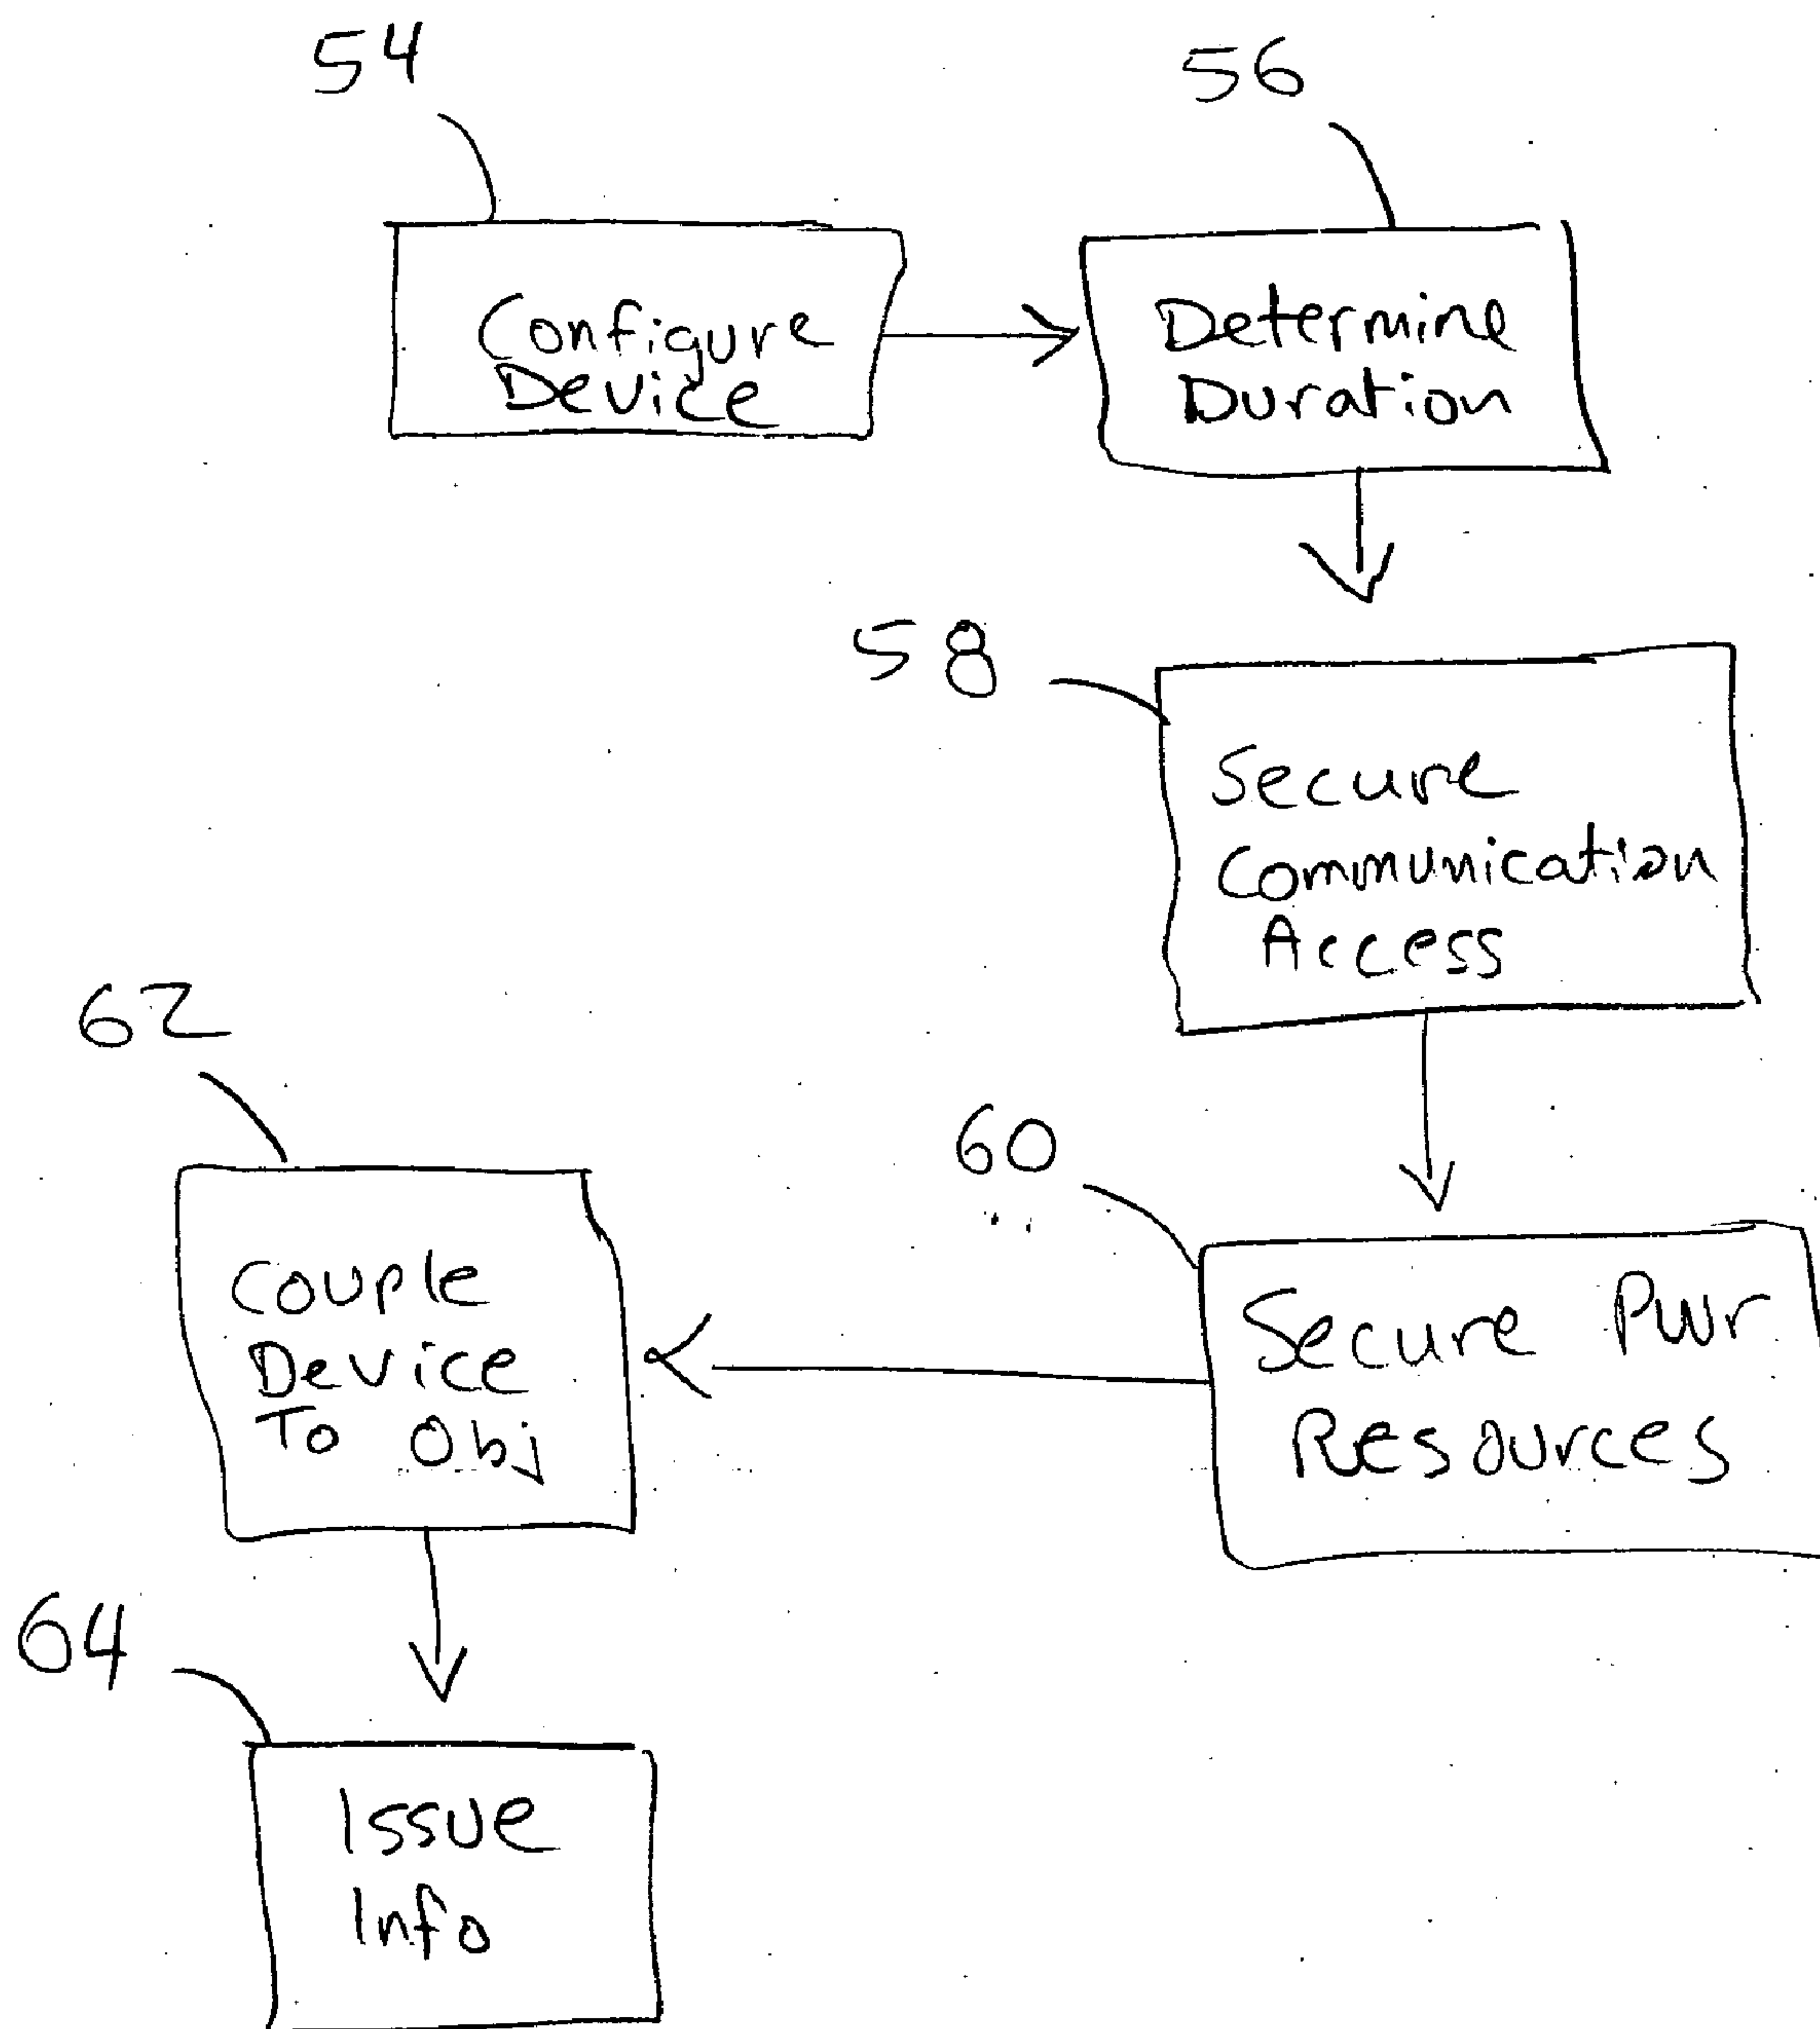 54
56
Configure
Device
Determine
Duration
58
Secure
Communication
Access
62
60
Couple
Device
To Obj
Secure Pwr
Resources
64
Issue
Info